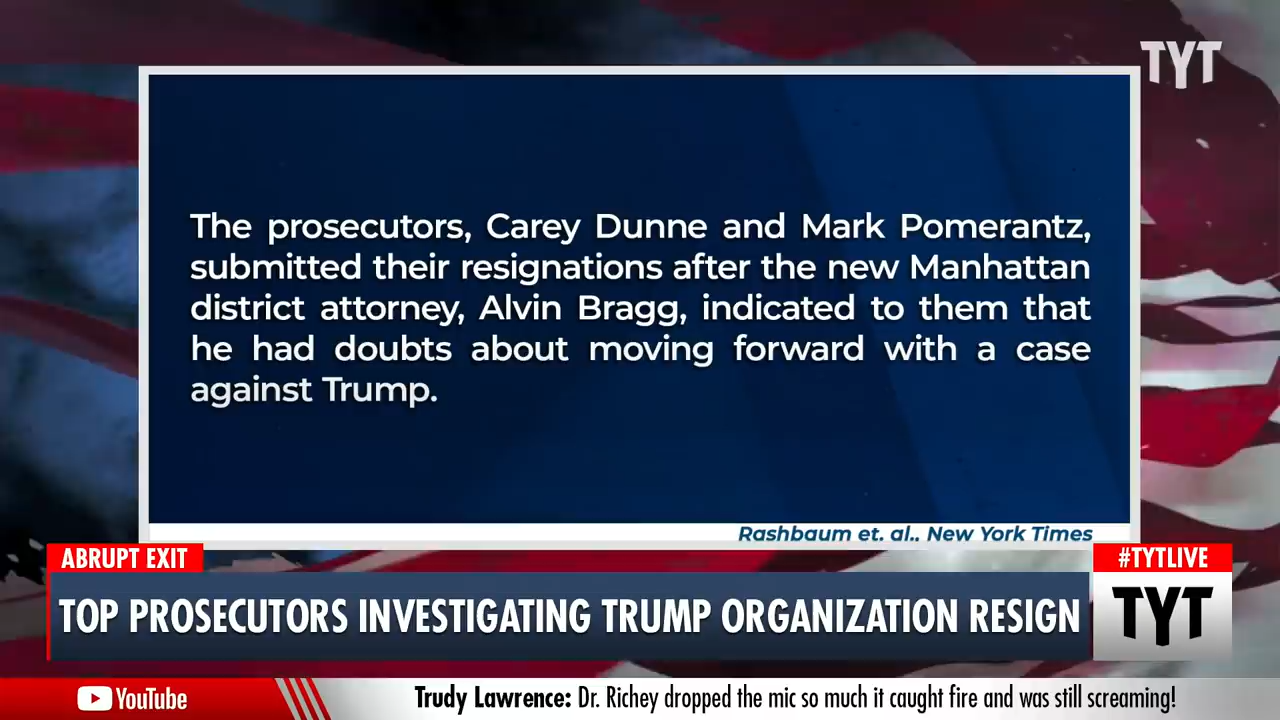 TYT
The prosecutors, Carey Dunne and Mark Pomerantz,
submitted their resignations after the new Manhattan
district attorney, Alvin Bragg, indicated to them that
he had doubts about moving forward with a case
against Trump.
Rashbaum et. al., New York Times
ABRUPT EXIT
#TYTLIVE
TOP PROSECUTORS INVESTIGATING TRUMP ORGANIZATION RESIGN
TYT
YouTube
Trudy Lawrence: Dr. Richey dropped the mic so much it caught fire and was still screaming!